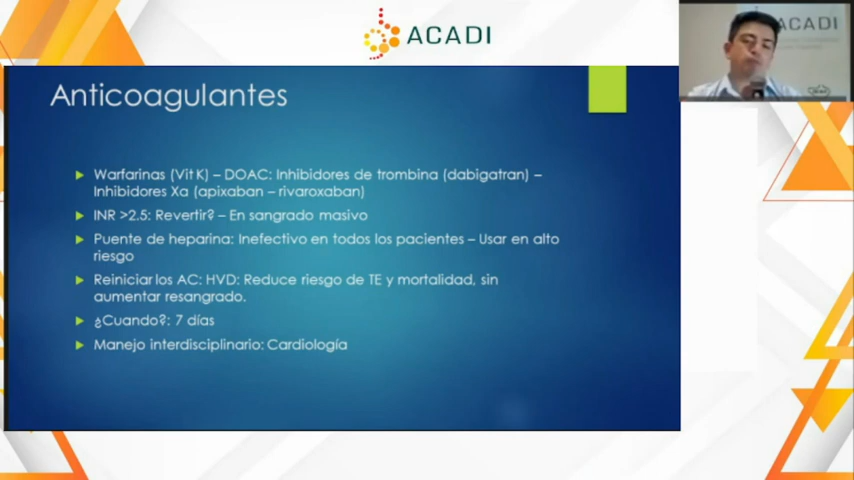 ACADI
ACADI
Anticoagulantes
Warfarinas (Vit K) – DOAC: Inhibidores de trombina (dabigatran) –
Inhibidores Xa (apixaban – rivaroxaban)
INR >2.5: Revertir? – En sangrado masivo
Puente de heparina: Inefectivo en todos los pacientes – Usar en alto
riesgo
Reiniciar los AC: HVD: Reduce riesgo de TE y mortalidad, sin
aumentar resangrado.
¿Cuando?: 7 días
Manejo interdisciplinario: Cardiología